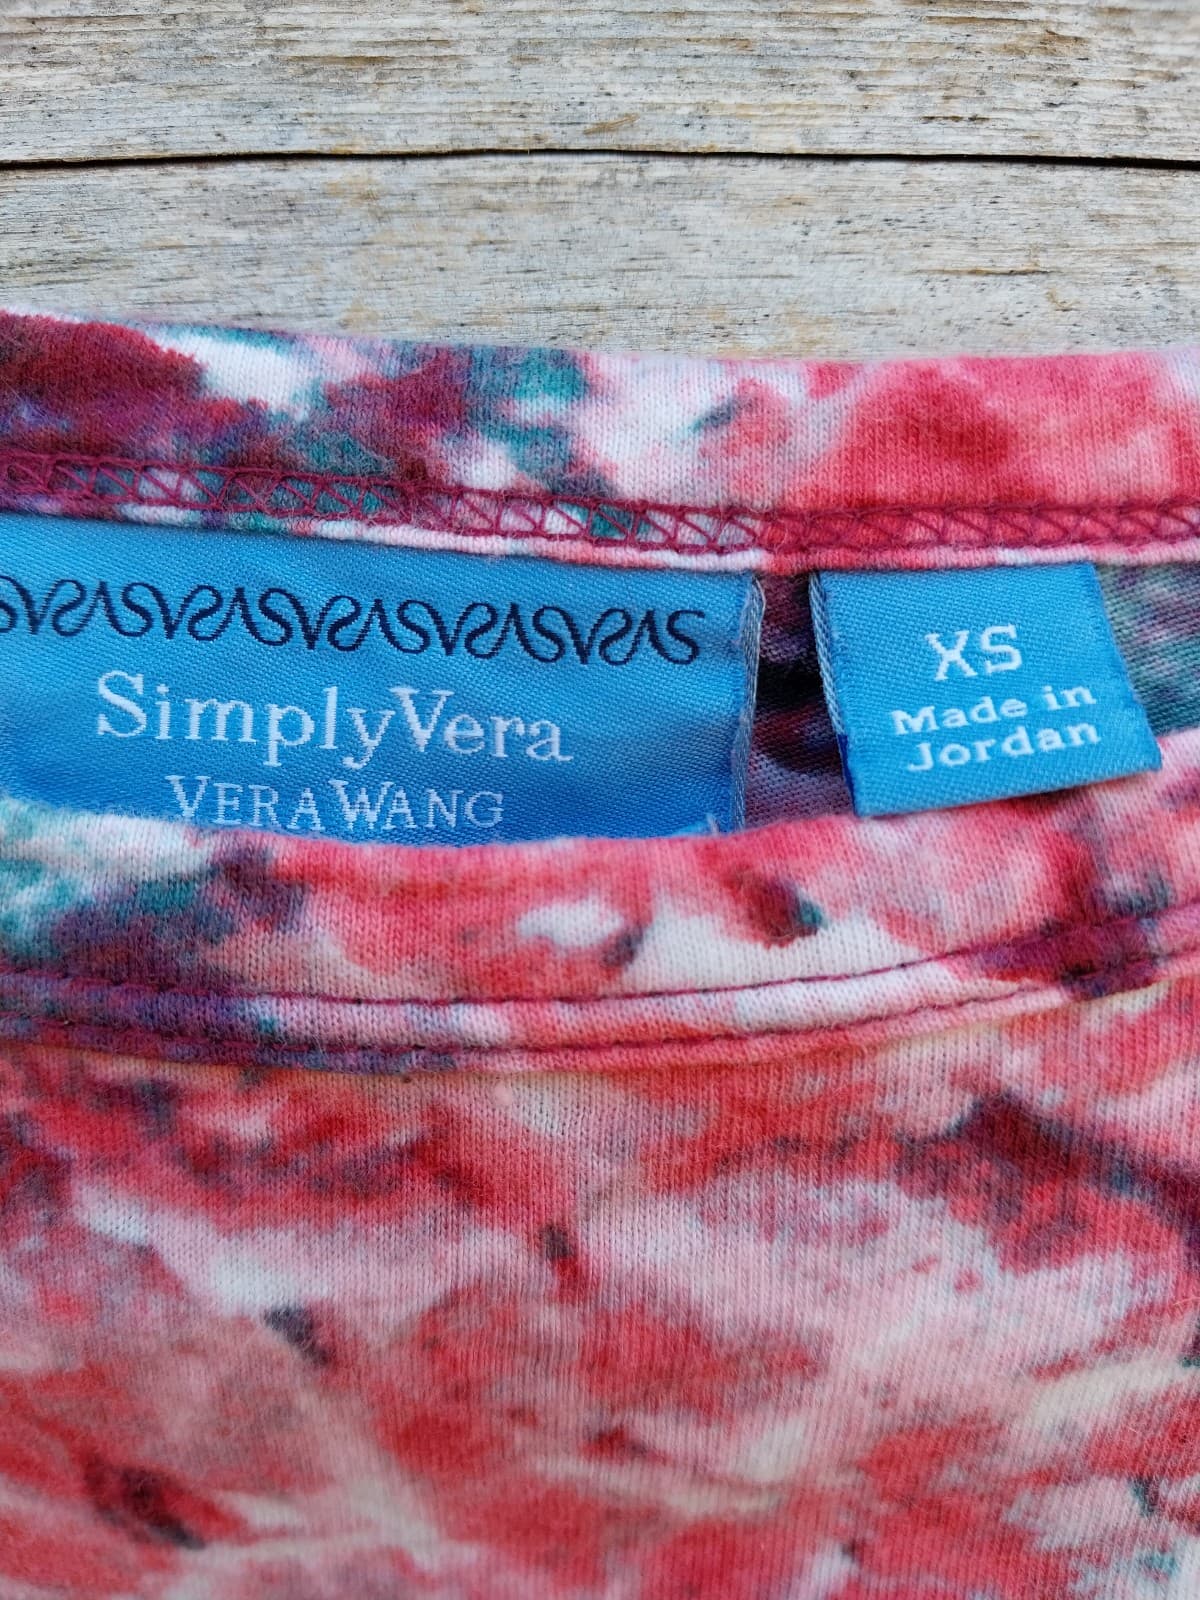 SimplyVera
VERA WANG
XS
Made in
Jordan